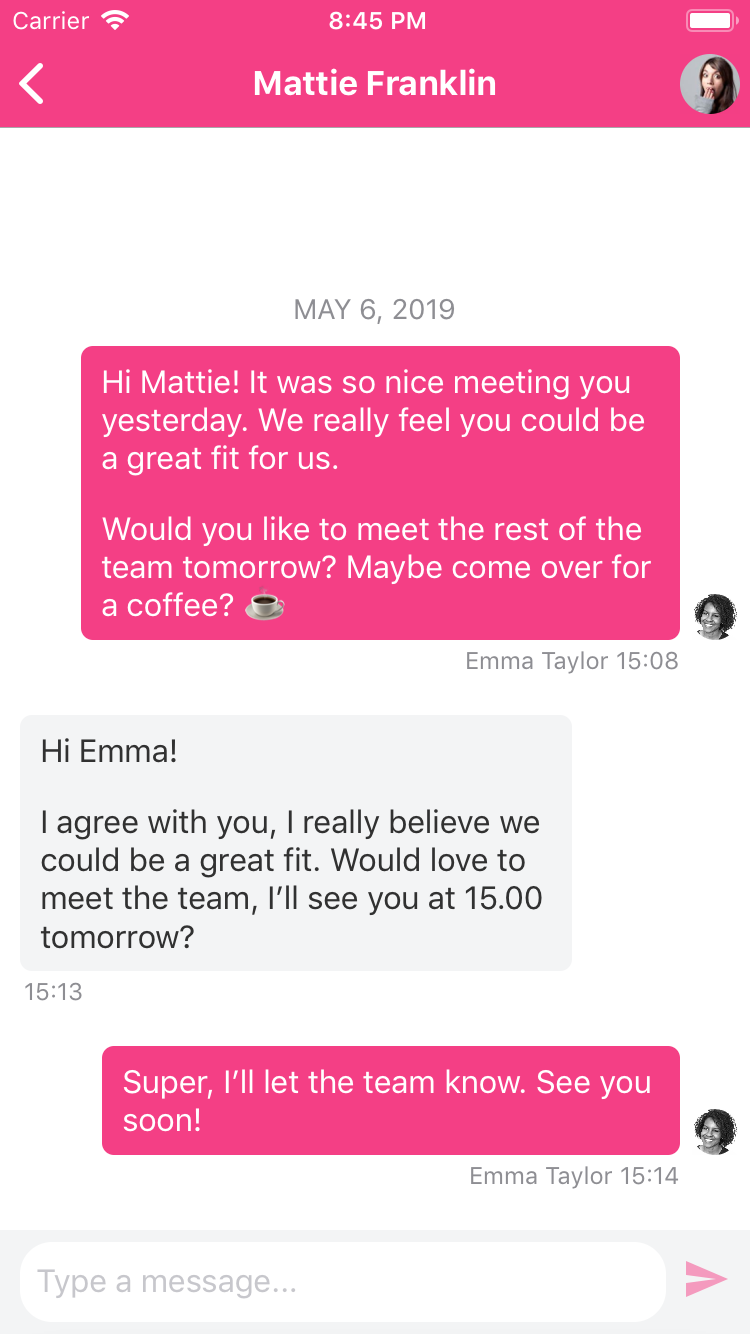 Carrier 8:45 PM
Mattie Franklin
MAY 6, 2019
Hi Mattie! It was so nice meeting you
yesterday. We really feel you could be
a great fit for us.
Would you like to meet the rest of the
team tomorrow? Maybe come over for
a coffee? ☕
Emma Taylor 15:08
Hi Emma!
I agree with you, I really believe we
could be a great fit. Would love to
meet the team, I’ll see you at 15.00
tomorrow?
15:13
Super, I’ll let the team know. See you
soon!
Emma Taylor 15:14
Type a message...